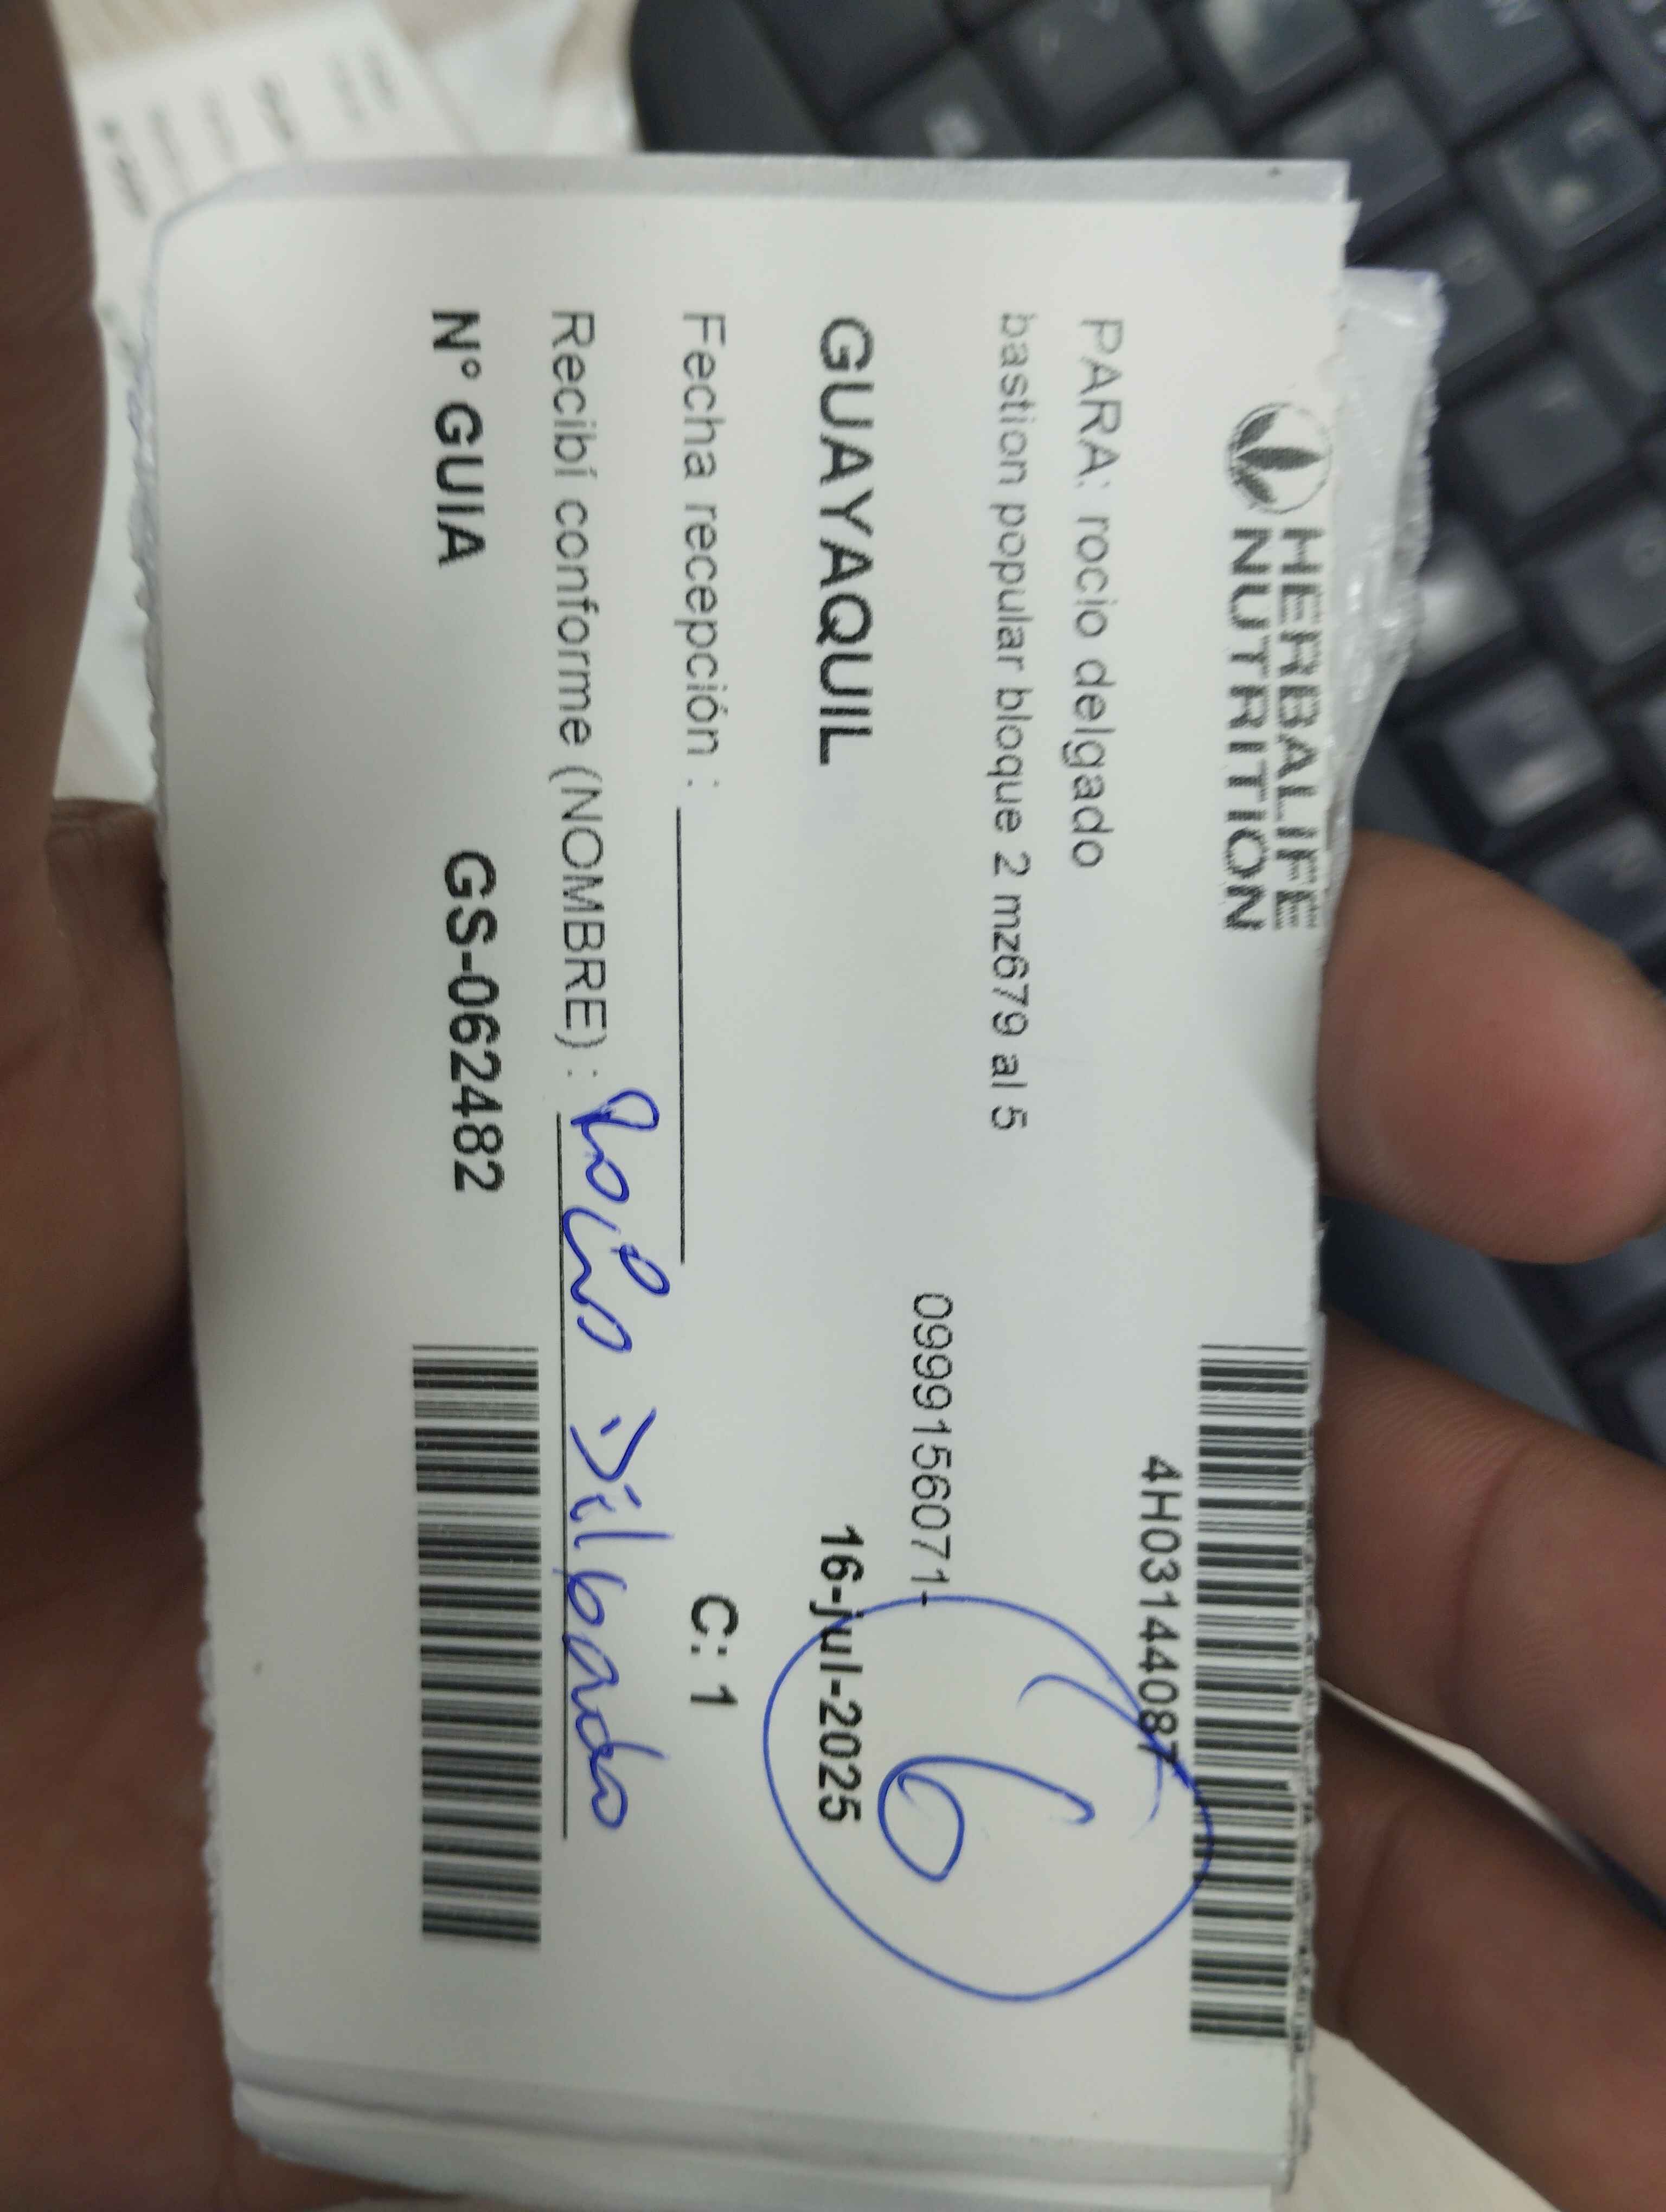 HERBALIFE
NUTRITION
4H03144087
PARA: rocio delgado
bastion popular bloque 2 mz679 al 5
0999156071-
6
GUAYAQUIL 16-jul-2025
Fecha recepción : C: 1
Recibí conforme (NOMBRE) : Rocio Delgado
N° GUIA GS-062482